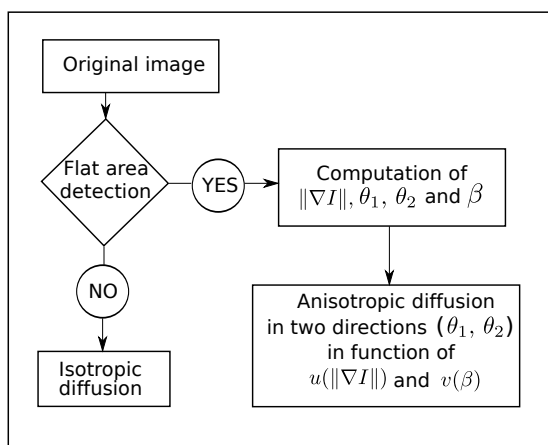 Original image
Flat area
detection
YES
Computation of
‖∇I‖, θ₁, θ₂ and β
NO
Anisotropic diffusion
in two directions (θ₁, θ₂)
in function of
u(‖∇I‖) and v(β)
Isotropic
diffusion